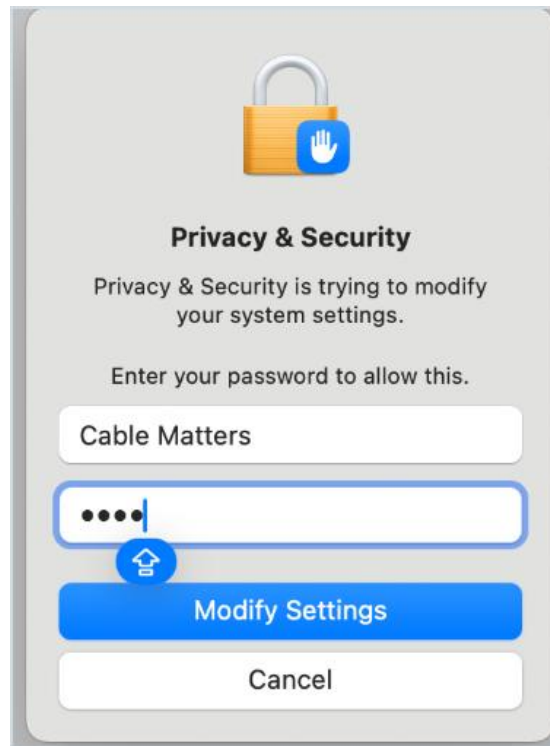 Privacy & Security
Privacy & Security is trying to modify
your system settings.
Enter your password to allow this.
Cable Matters
••••
Modify Settings
Cancel